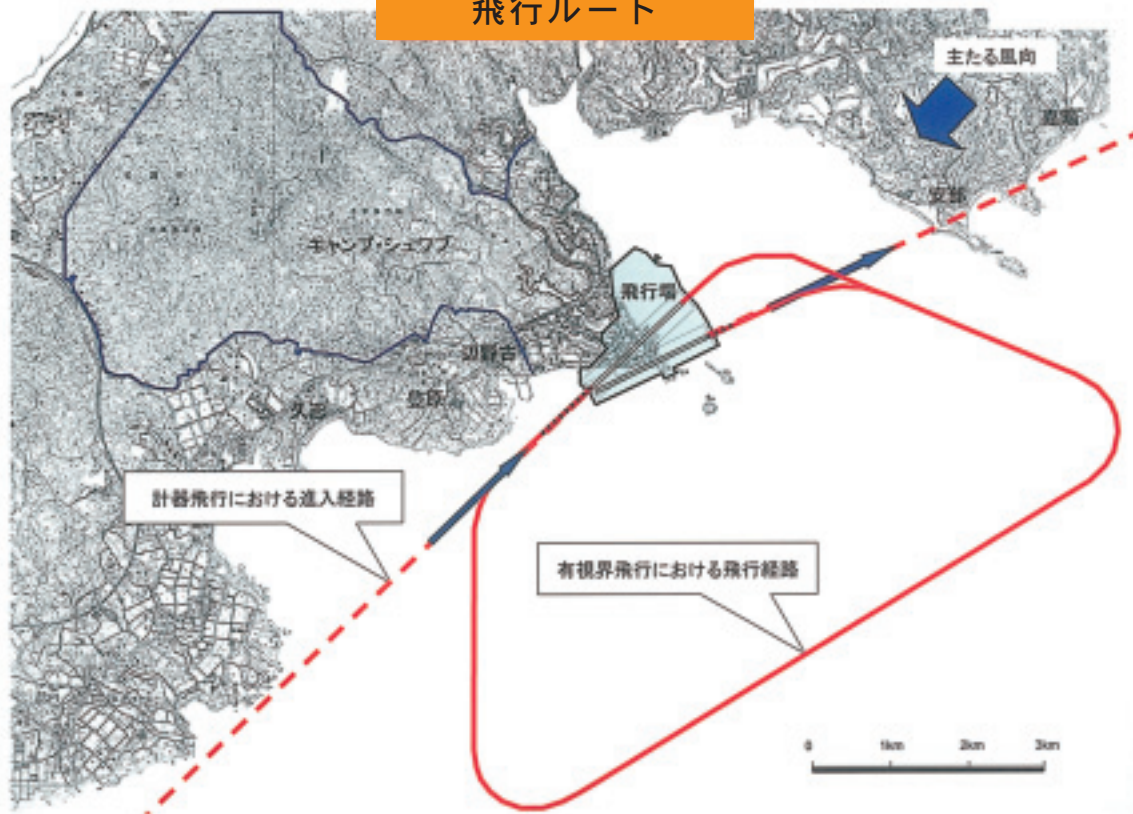 飛行ルート
主たる風向
嘉陽
安部
キャンプ・シュワブ
飛行場
辺野古
豊原
久志
計器飛行における進入経路
有視界飛行における飛行経路
0 1km 2km 3km